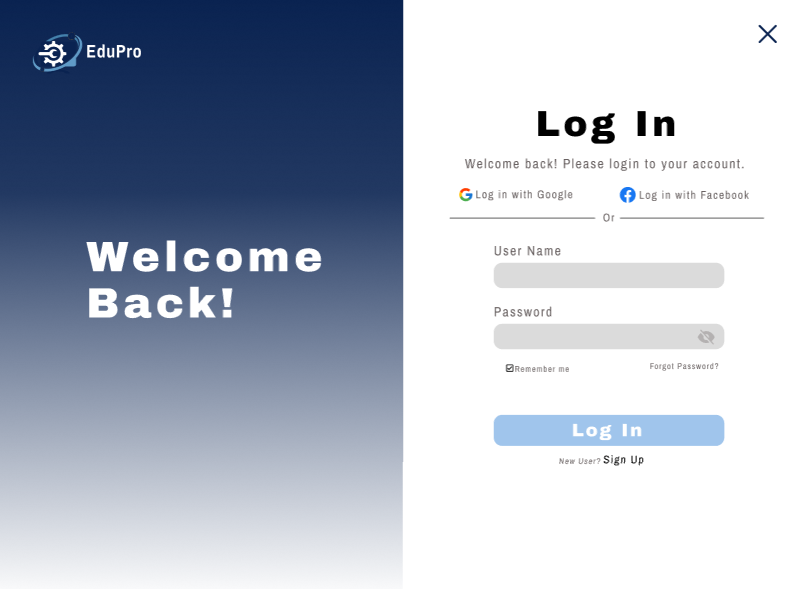 EduPro
Welcome
Back!
Log In
Welcome back! Please login to your account.
Log in with Google
Log in with Facebook
Or
User Name
Password
Remember me
Forgot Password?
Log In
New User? Sign Up